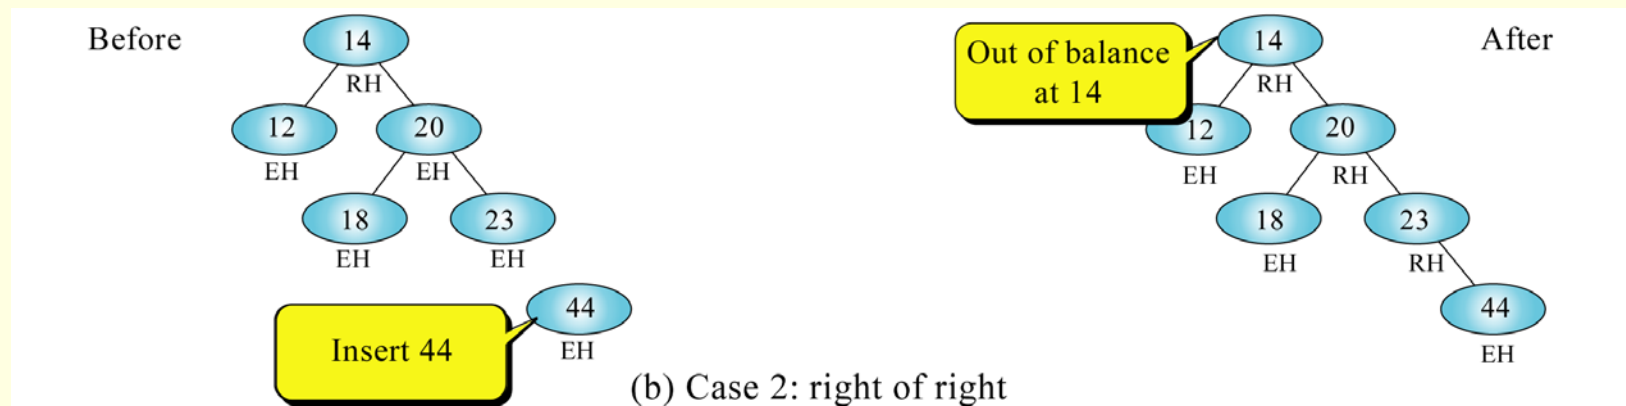 Before
14
RH
12
20
EH
EH
18
23
EH
EH
44
Insert 44
EH
After
Out of balance
at 14
14
RH
12
20
EH
RH
18
23
EH
RH
44
EH
(b) Case 2: right of right